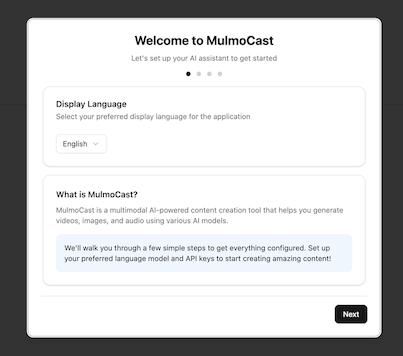 Welcome to MulmoCast
Let's set up your AI assistant to get started
Display Language
Select your preferred display language for the application
English
What is MulmoCast?
MulmoCast is a multimodal AI-powered content creation tool that helps you generate
videos, images, and audio using various AI models.
We'll walk you through a few simple steps to get everything configured. Set up
your preferred language model and API keys to start creating amazing content!
Next